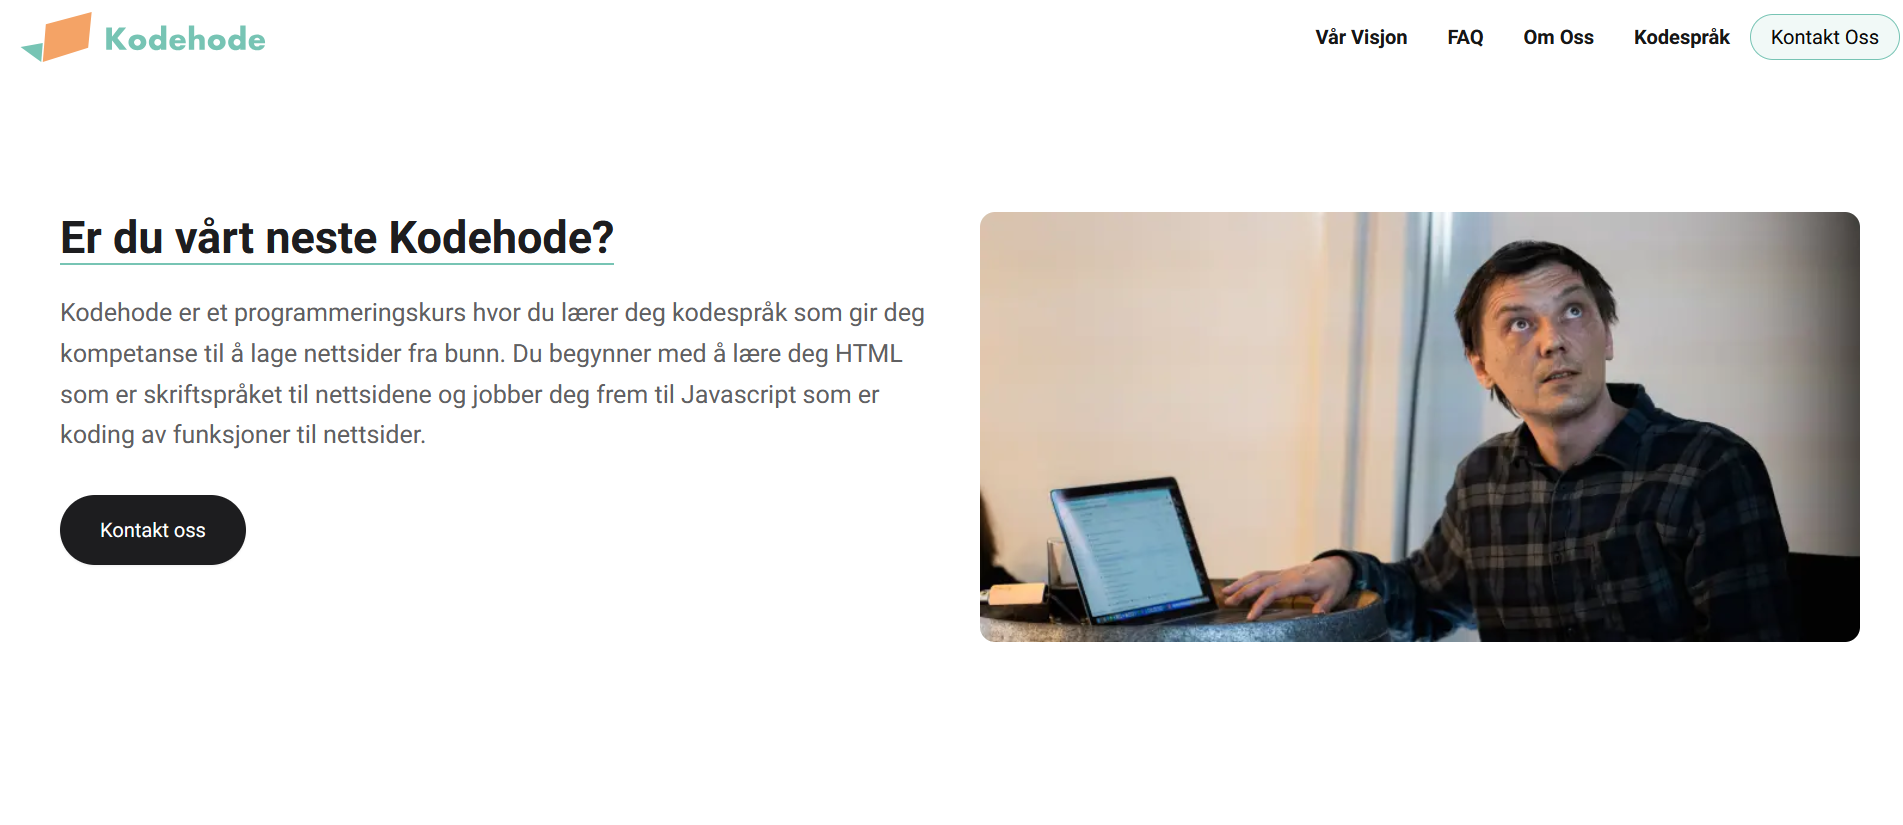 Kodehode
Vår Visjon
FAQ
Om Oss
Kodespråk
Kontakt Oss
Er du vårt neste Kodehode?
Kodehode er et programmeringskurs hvor du lærer deg kodespråk som gir deg
kompetanse til å lage nettsider fra bunn. Du begynner med å lære deg HTML
som er skriftspråket til nettsidene og jobber deg frem til Javascript som er
koding av funksjoner til nettsider.
Kontakt oss